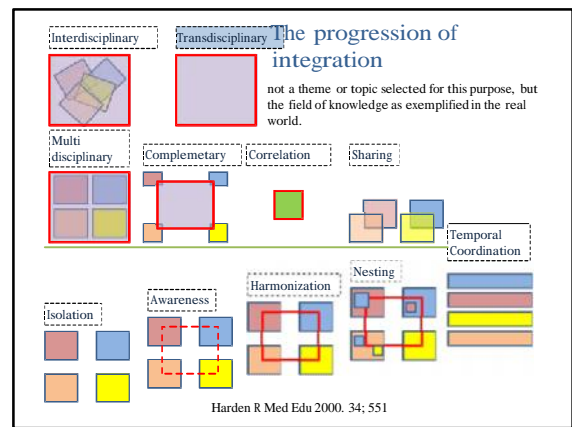 The progression of
integration
not a theme or topic selected for this purpose, but
the field of knowledge as exemplified in the real
world.
Interdisciplinary
Transdisciplinary
Multi
disciplinary
Complemetary
Correlation
Sharing
Temporal
Coordination
Isolation
Awareness
Harmonization
Nesting
Harden R Med Edu 2000. 34; 551